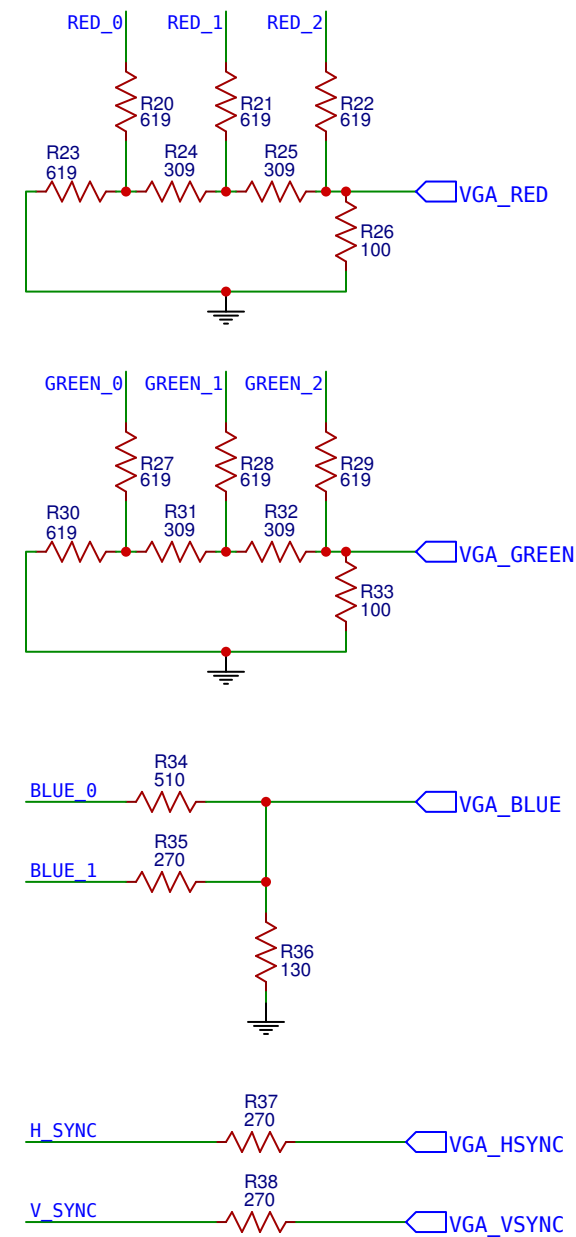 RED_0 RED_1 RED_2
R20 R21 R22
619 619 619
R23 R24 R25
619 309 309
VGA_RED
R26
100
GREEN_0 GREEN_1 GREEN_2
R27 R28 R29
619 619 619
R30 R31 R32
619 309 309
VGA_GREEN
R33
100
R34
510
BLUE_0
VGA_BLUE
R35
270
BLUE_1
R36
130
R37
270
H_SYNC
VGA_HSYNC
R38
270
V_SYNC
VGA_VSYNC